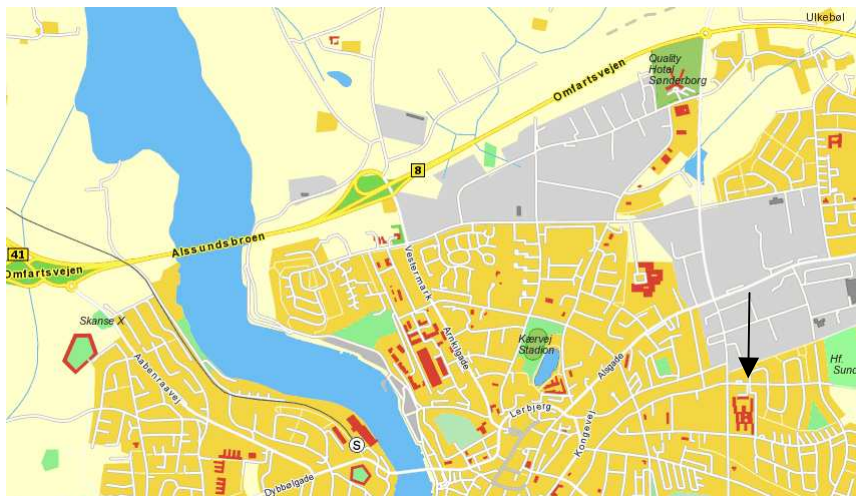 Ulkebøl
Quality
Hotel
Sønderborg
Omfartsvejen
8
Alssundsbroen
41
Omfartsvejen
Vestermark
Skanse X
Aabenraavej
Arnkilgade
Kærvej
Stadion
Alsgade
Hf.
Sund
Lerbjerg
Kongevej
S
Dybbølgade